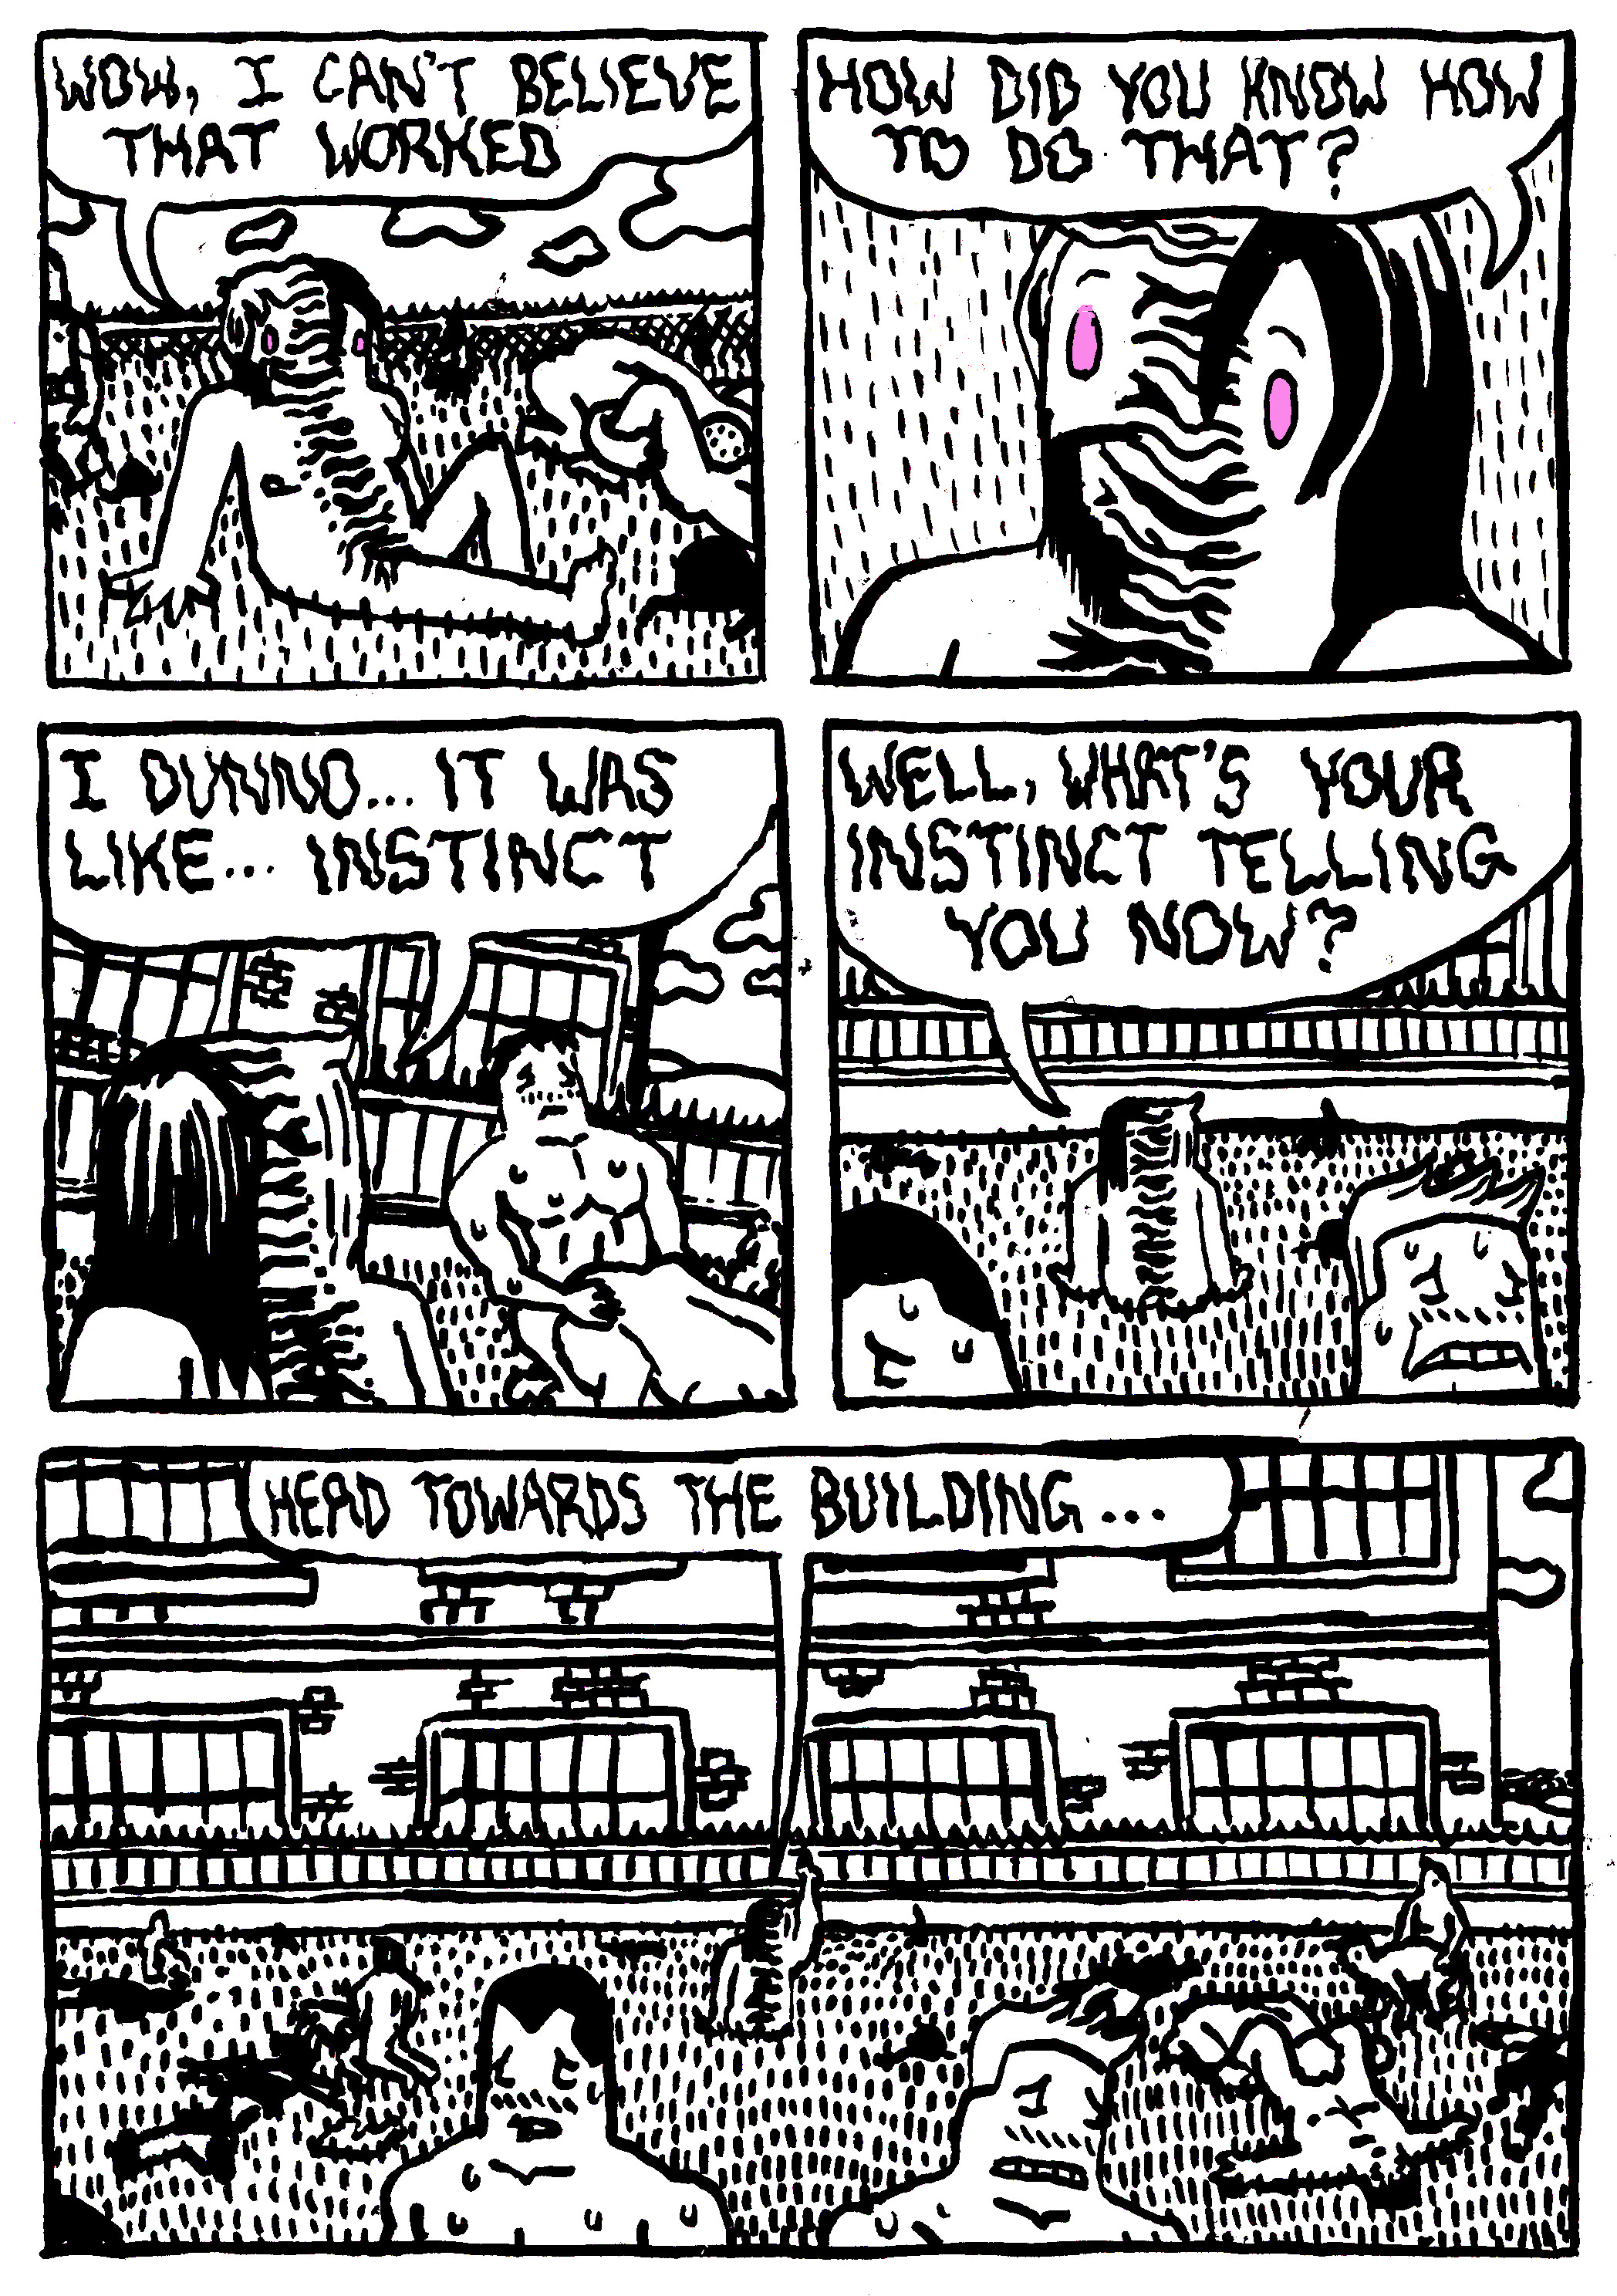 WOW, I CAN'T BELIEVE
THAT WORKED
HOW DID YOU KNOW HOW
TO DO THAT?
I DUNNO... IT WAS
LIKE... INSTINCT
WELL, WHAT'S YOUR
INSTINCT TELLING
YOU NOW?
HEAD TOWARDS THE BUILDING...